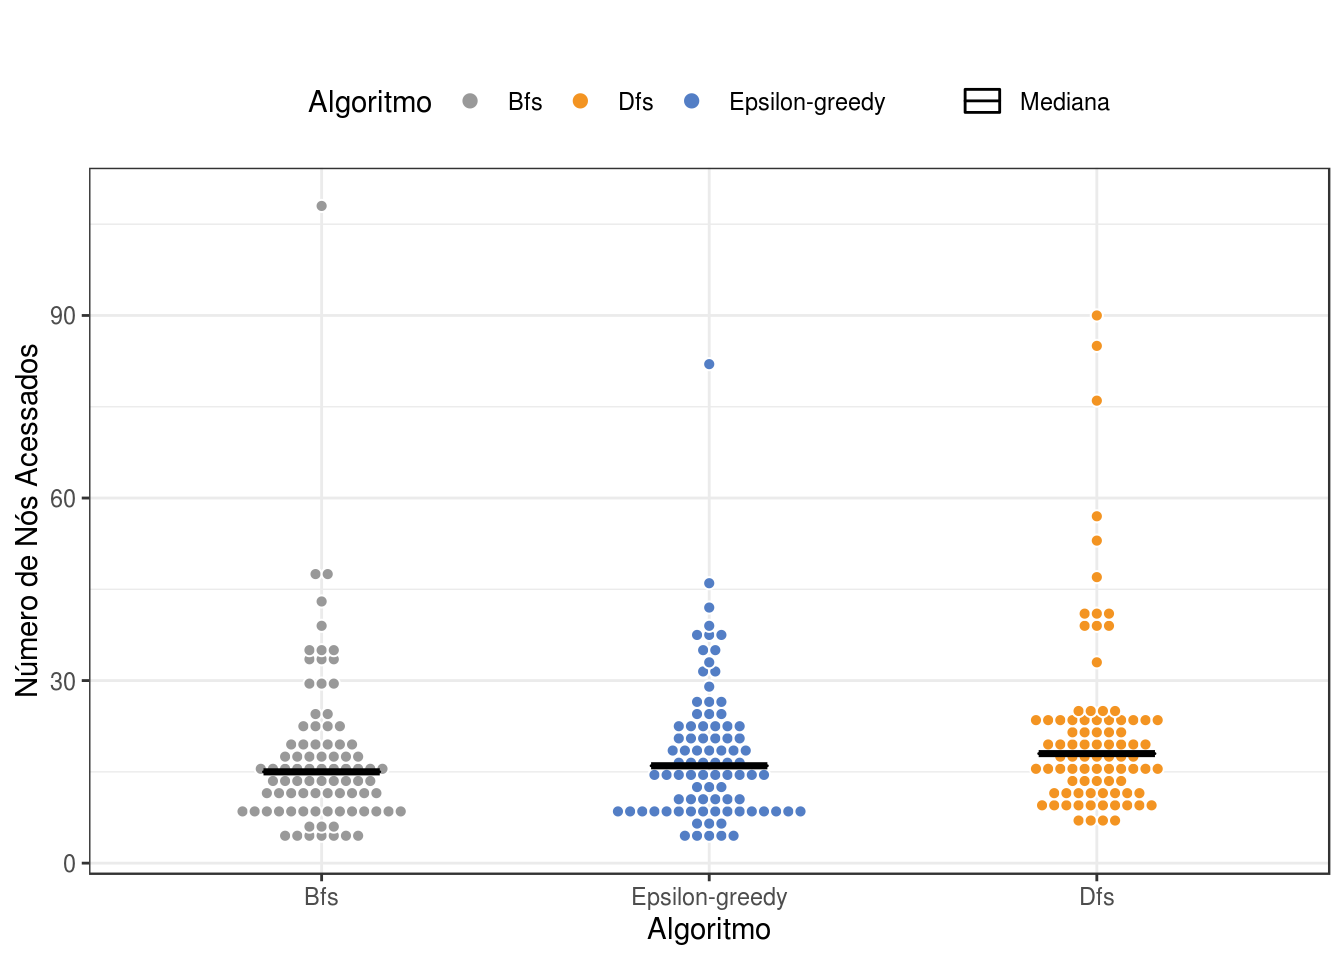 Algoritmo Bfs Dfs Epsilon-greedy Mediana
Número de Nós Acessados
90
60
30
0
Bfs Epsilon-greedy Dfs
Algoritmo